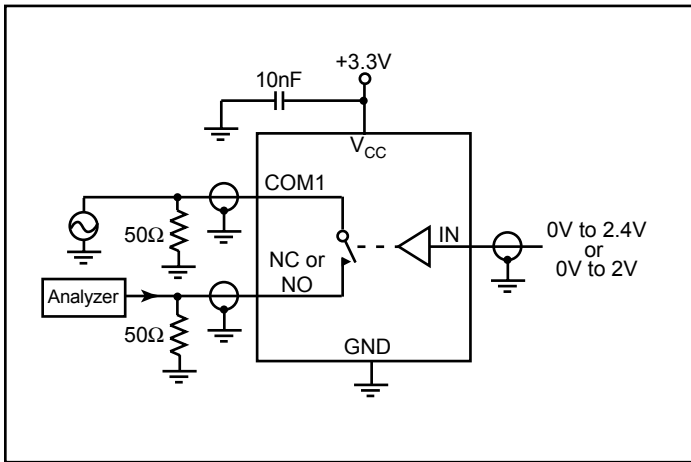 +3.3V
10nF
VCC
COM1
50Ω
IN
0V to 2.4V
or
0V to 2V
NC or
NO
Analyzer
50Ω
GND